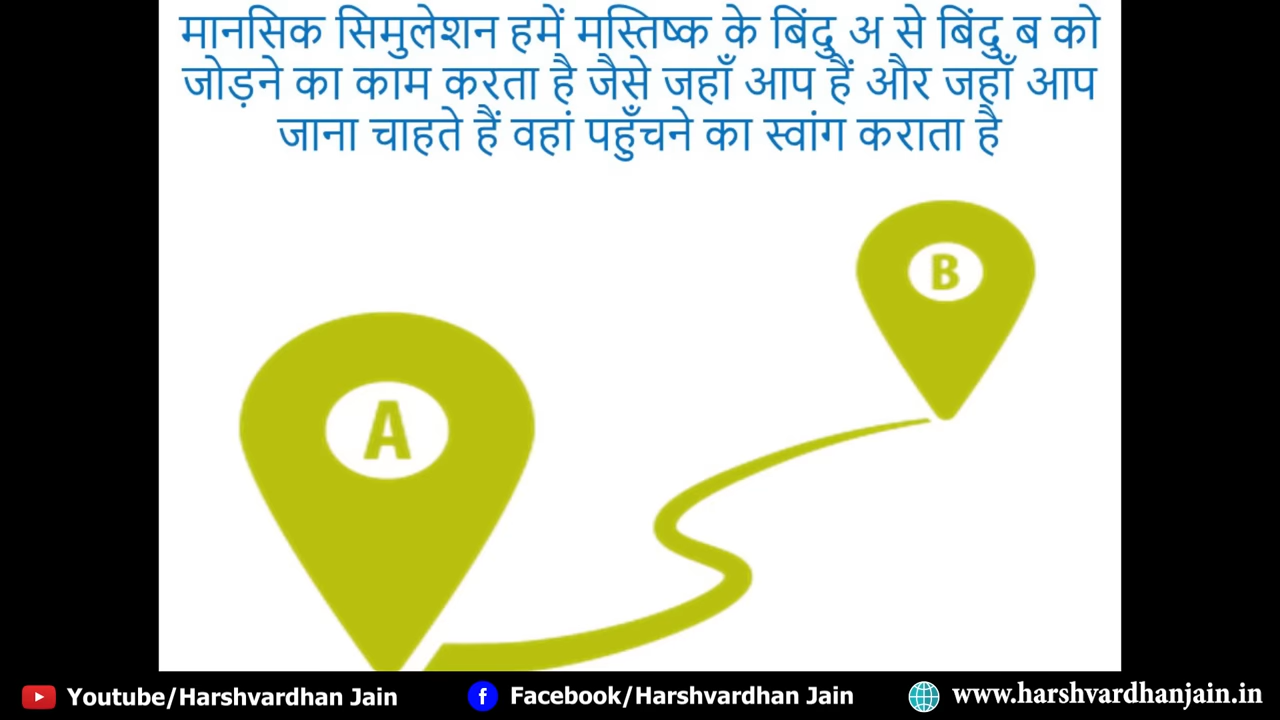 मानसिक सिमुलेशन हमें मस्तिष्क के बिंदु अ से बिंदु ब को
जोड़ने का काम करता है जैसे जहाँ आप हैं और जहाँ आप
जाना चाहते हैं वहां पहुँचने का स्वांग कराता है
B
A
Youtube/Harshvardhan Jain
Facebook/Harshvardhan Jain
www.harshvardhanjain.in